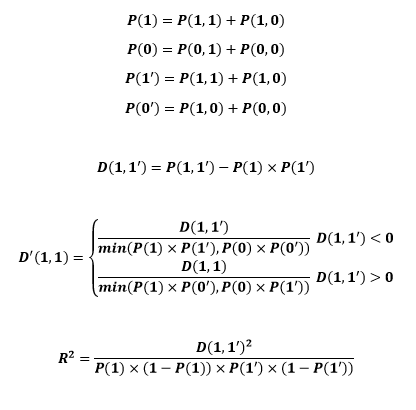 P(1) = P(1, 1) + P(1, 0)
P(0) = P(0, 1) + P(0, 0)
P(1′) = P(1, 1) + P(1, 0)
P(0′) = P(1, 0) + P(0, 0)
D(1, 1′) = P(1, 1′) − P(1) × P(1′)
D′(1, 1) = { D(1, 1′) / min(P(1) × P(1′), P(0) × P(0′)) D(1, 1′) < 0
D(1, 1) / min(P(1) × P(0′), P(0) × P(1′)) D(1, 1′) > 0
R² = D(1, 1′)² / P(1) × (1 − P(1)) × P(1′) × (1 − P(1′))